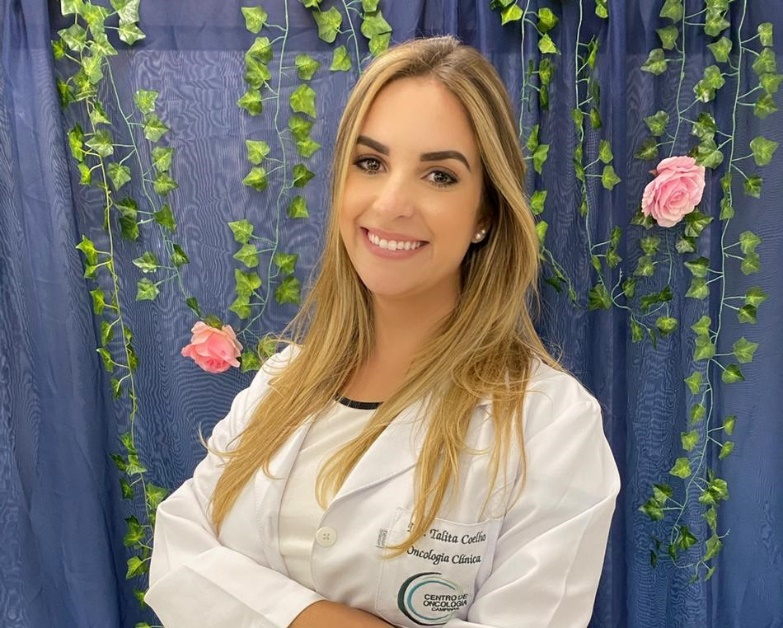 Talita Coelho
Oncologia Clínica
CENTRO DE
ONCOLOGIA
CAMPINAS